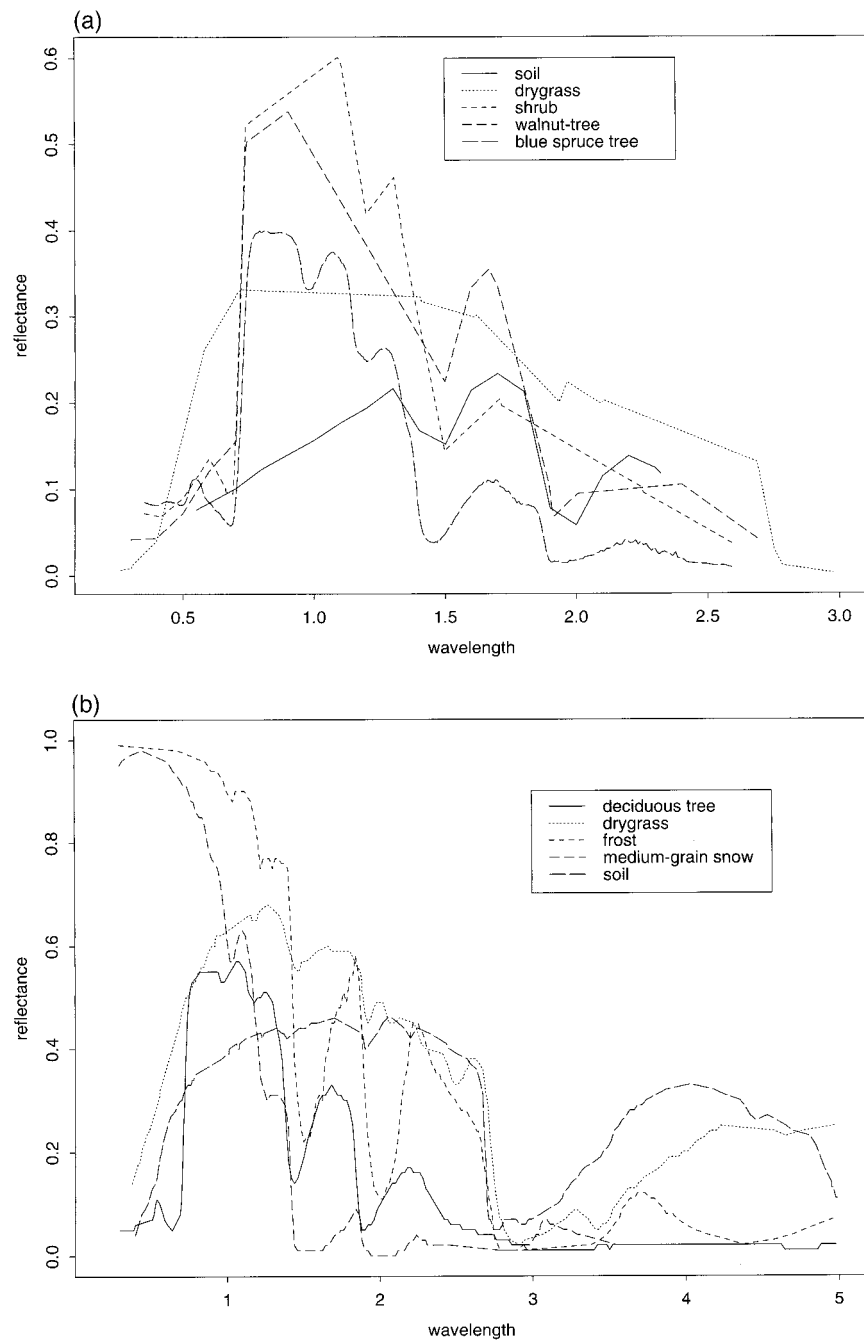 (a)
0.6
0.5
0.4
0.3
0.2
0.1
0.0
reflectance
soil
drygrass
shrub
walnut-tree
blue spruce tree
0.5 1.0 1.5 2.0 2.5 3.0
wavelength
(b)
1.0
0.8
0.6
0.4
0.2
0.0
reflectance
deciduous tree
drygrass
frost
medium-grain snow
soil
1 2 3 4 5
wavelength